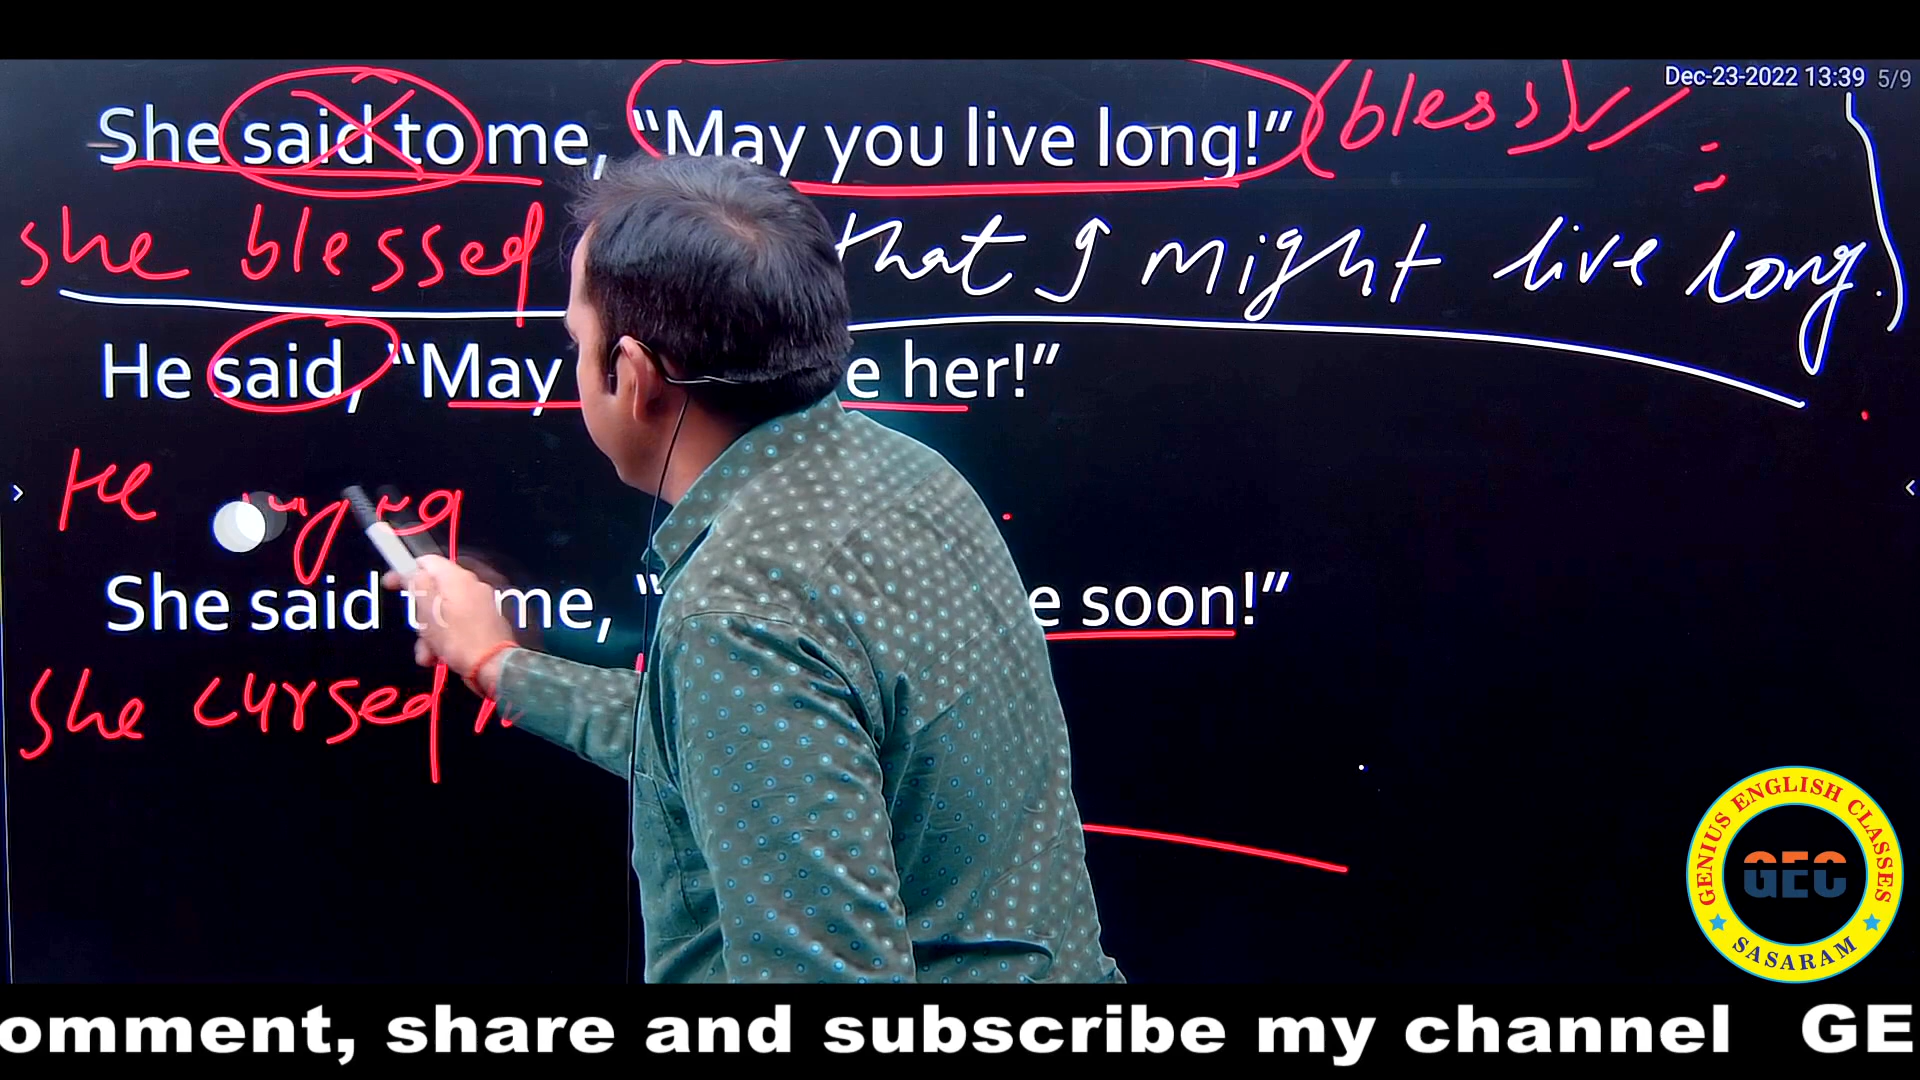 Dec-23-2022 13:39 5/9
She said to me, “May you live long!” (bless)
she blessed that I might live long.
He said, “May e her!”
He
She said to me, “ e soon!”
She cursed
GENIUS ENGLISH CLASSES
GEC
SASARAM
omment, share and subscribe my channel GE